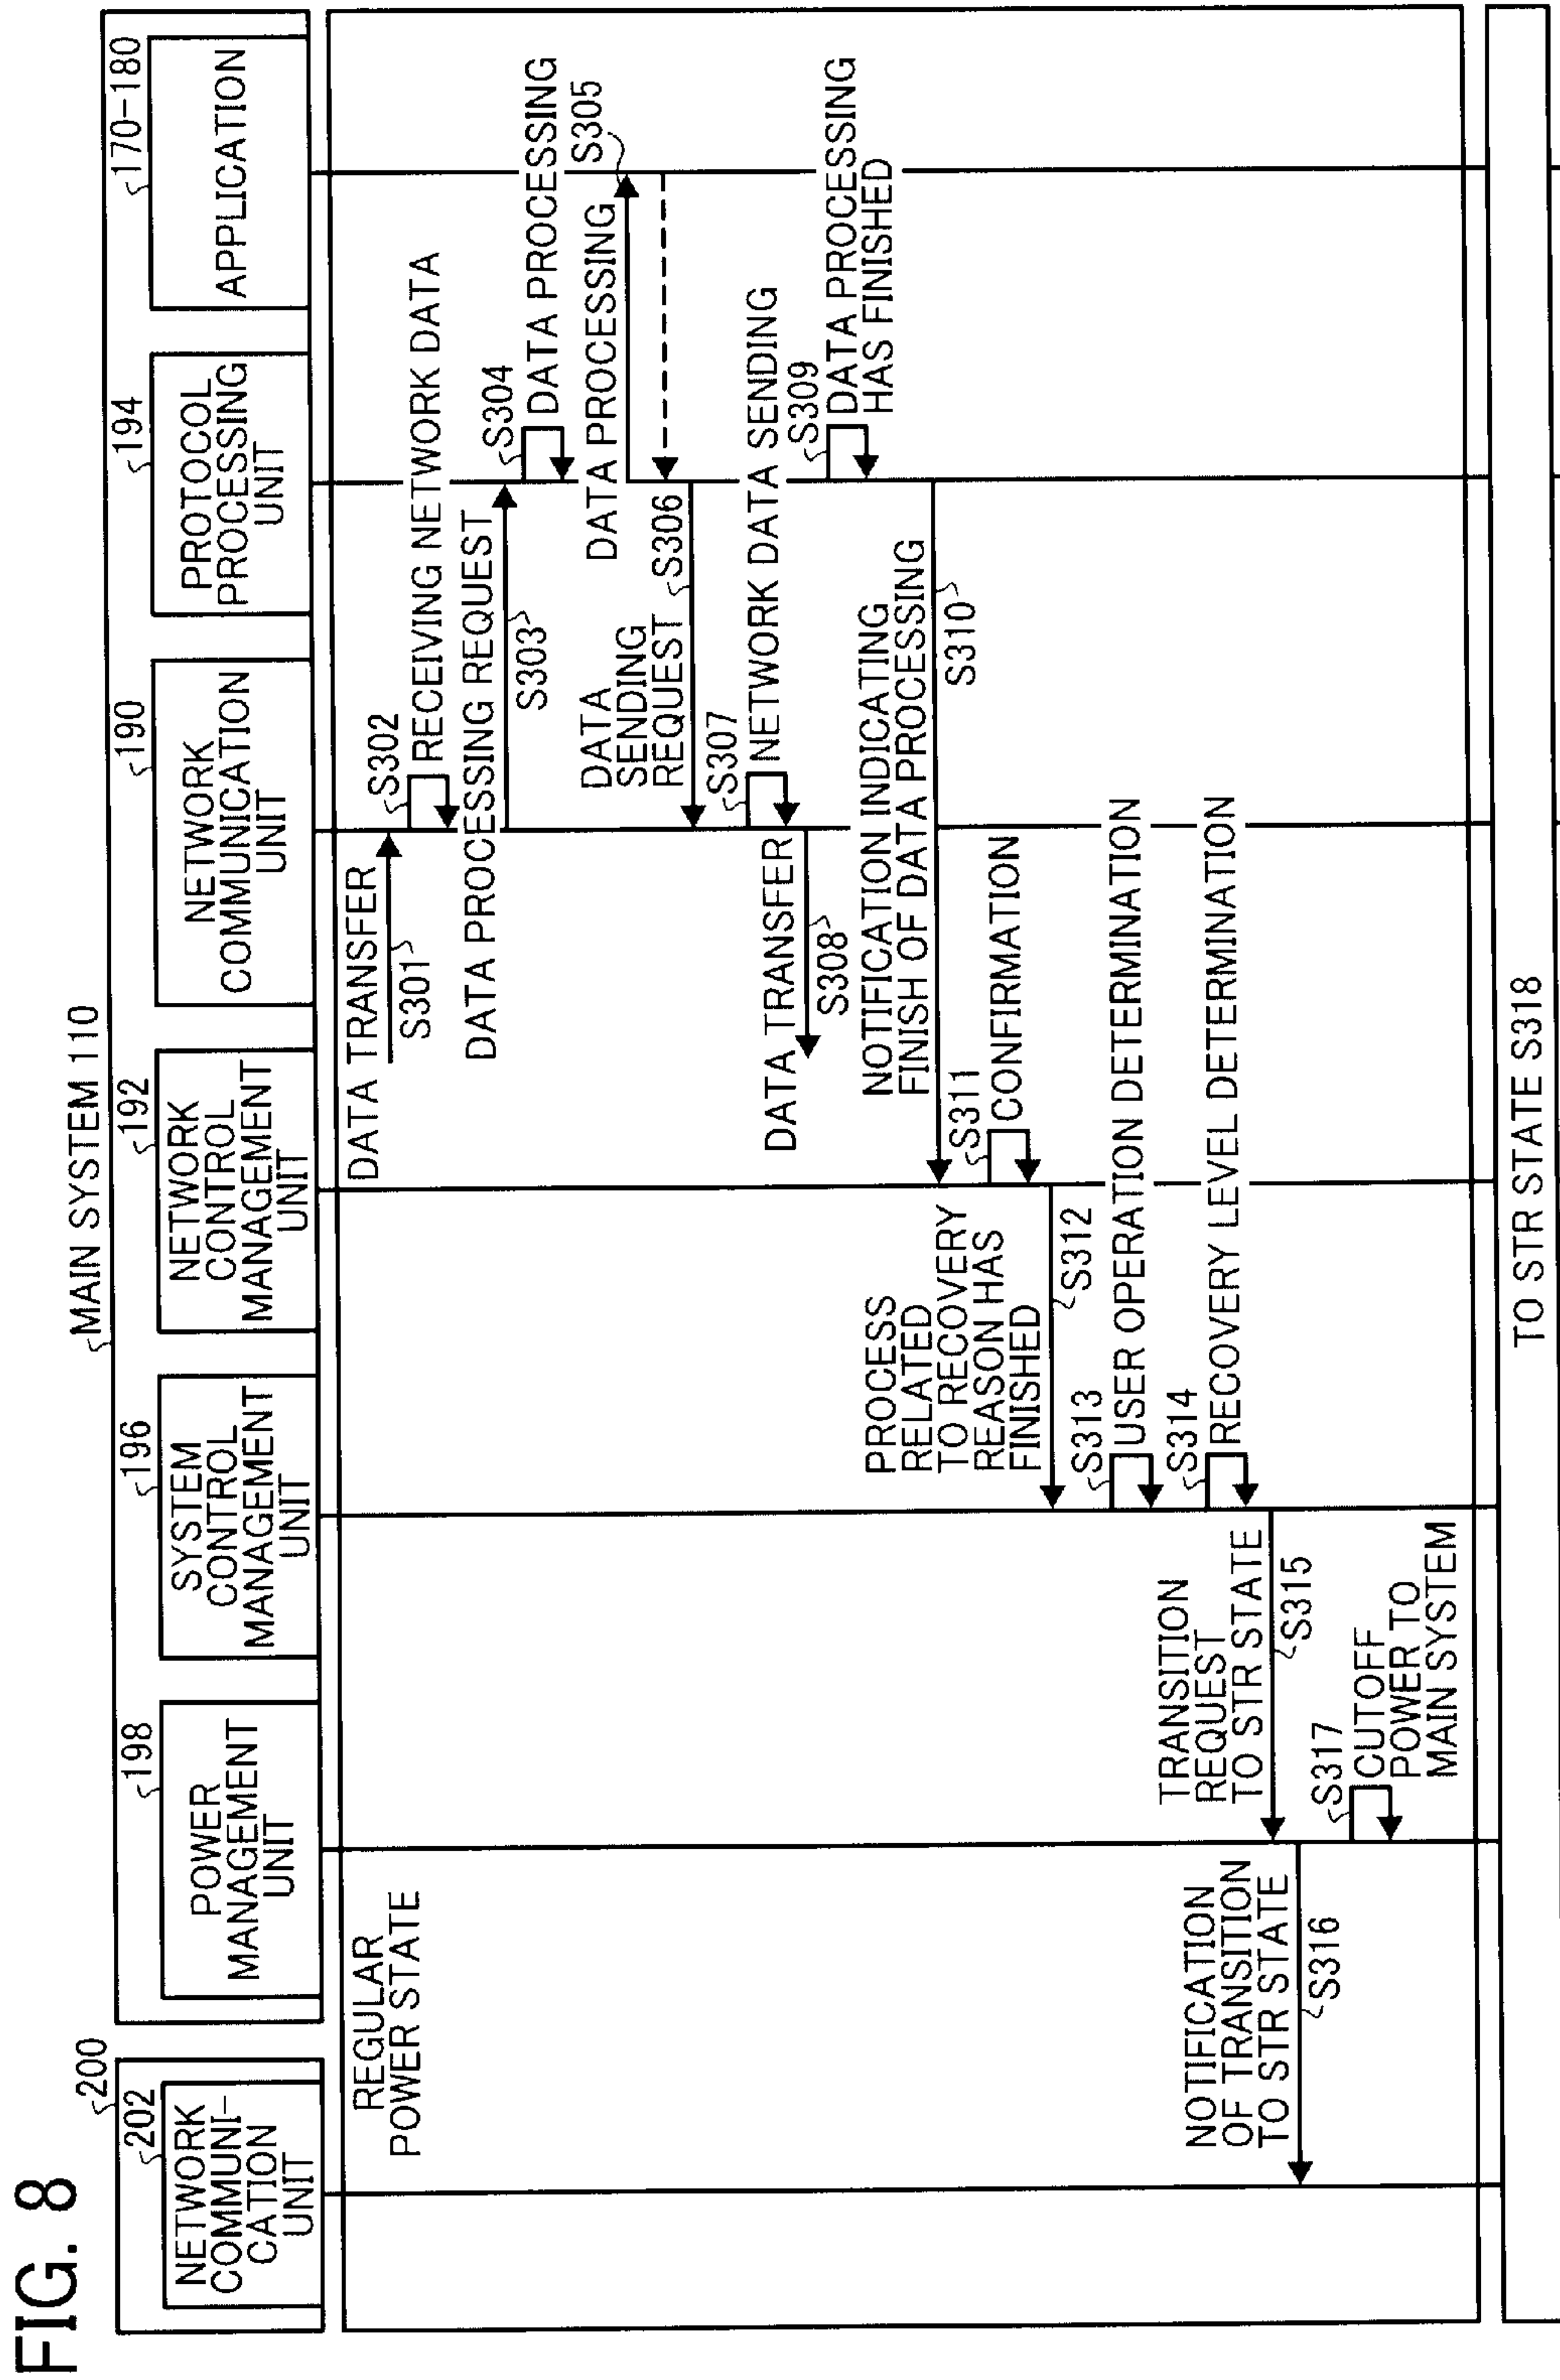 FIG. 8
200
202
NETWORK
COMMUNI-
CATION
UNIT
MAIN SYSTEM 110
198
POWER
MANAGEMENT
UNIT
196
SYSTEM
CONTROL
MANAGEMENT
UNIT
192
NETWORK
CONTROL
MANAGEMENT
UNIT
190
NETWORK
COMMUNICATION
UNIT
194
PROTOCOL
PROCESSING
UNIT
170-180
APPLICATION
REGULAR
POWER STATE
DATA TRANSFER
S301
S302
RECEIVING NETWORK DATA
DATA PROCESSING REQUEST
S303
S304
DATA PROCESSING
DATA PROCESSING
S305
DATA
SENDING
REQUEST
S306
S307
NETWORK DATA SENDING
DATA TRANSFER
S308
S309
DATA PROCESSING
HAS FINISHED
NOTIFICATION INDICATING
FINISH OF DATA PROCESSING
S310
S311
CONFIRMATION
PROCESS
RELATED
TO RECOVERY
REASON HAS
FINISHED
S312
S313
USER OPERATION DETERMINATION
S314
RECOVERY LEVEL DETERMINATION
TRANSITION
REQUEST
TO STR STATE
S315
NOTIFICATION
OF TRANSITION
TO STR STATE
S316
S317
CUTOFF
POWER TO
MAIN SYSTEM
TO STR STATE S318